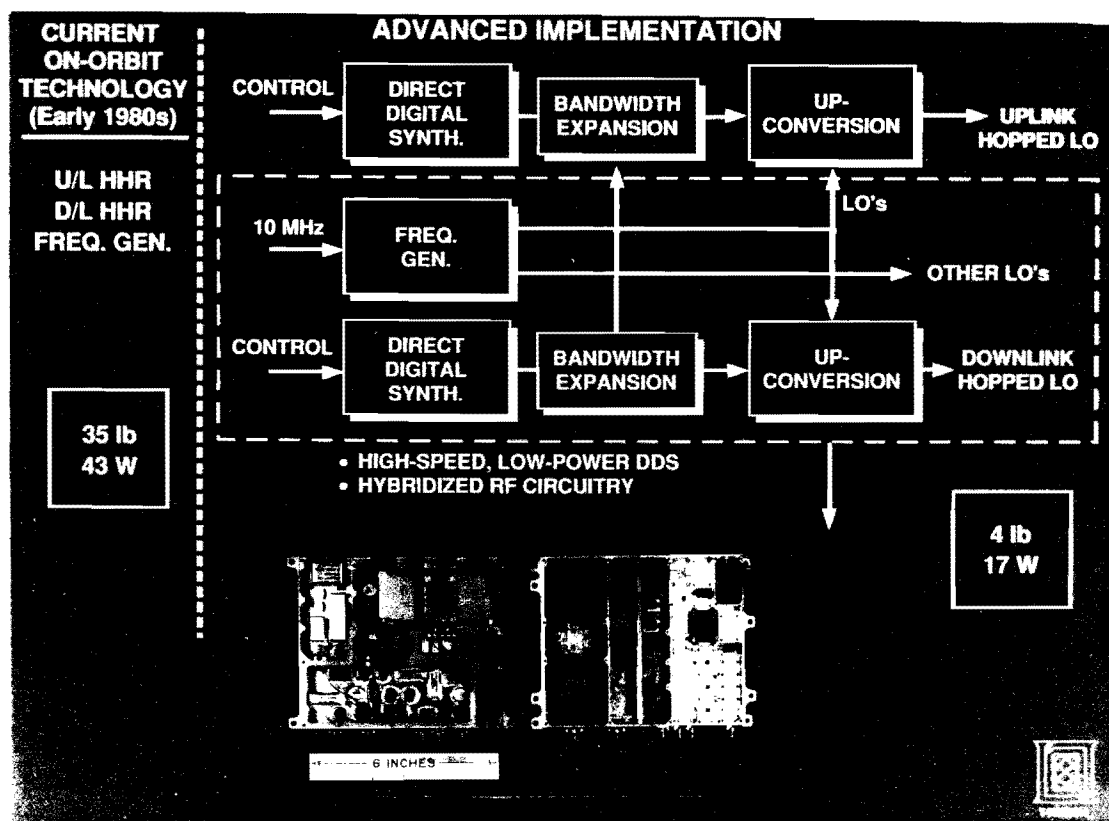 CURRENT
ON-ORBIT
TECHNOLOGY
(Early 1980s)
U/L HHR
D/L HHR
FREQ. GEN.
35 lb
43 W
ADVANCED IMPLEMENTATION
CONTROL
DIRECT
DIGITAL
SYNTH.
BANDWIDTH
EXPANSION
UP-
CONVERSION
UPLINK
HOPPED LO
LO's
10 MHz
FREQ.
GEN.
OTHER LO's
CONTROL
DIRECT
DIGITAL
SYNTH.
BANDWIDTH
EXPANSION
UP-
CONVERSION
DOWNLINK
HOPPED LO
• HIGH-SPEED, LOW-POWER DDS
• HYBRIDIZED RF CIRCUITRY
4 lb
17 W
6 INCHES